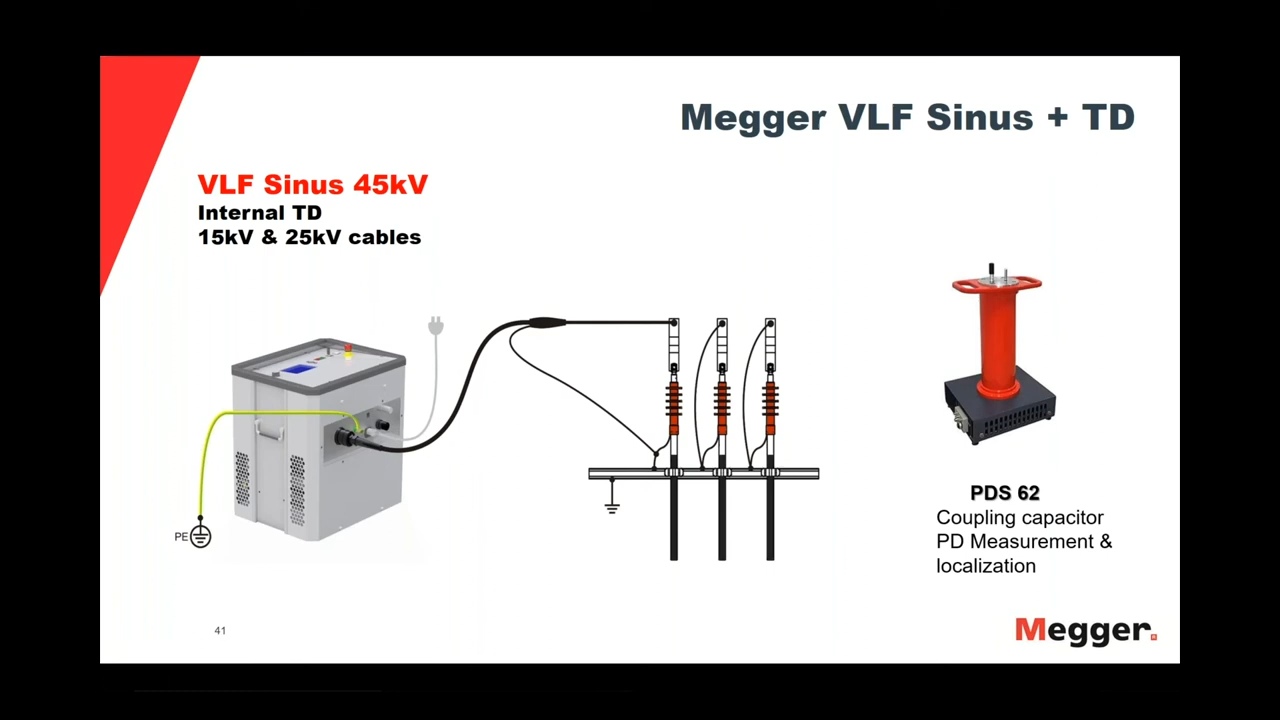 Megger VLF Sinus + TD
VLF Sinus 45kV
Internal TD
15kV & 25kV cables
PE
PDS 62
Coupling capacitor
PD Measurement &
localization
41
Megger.